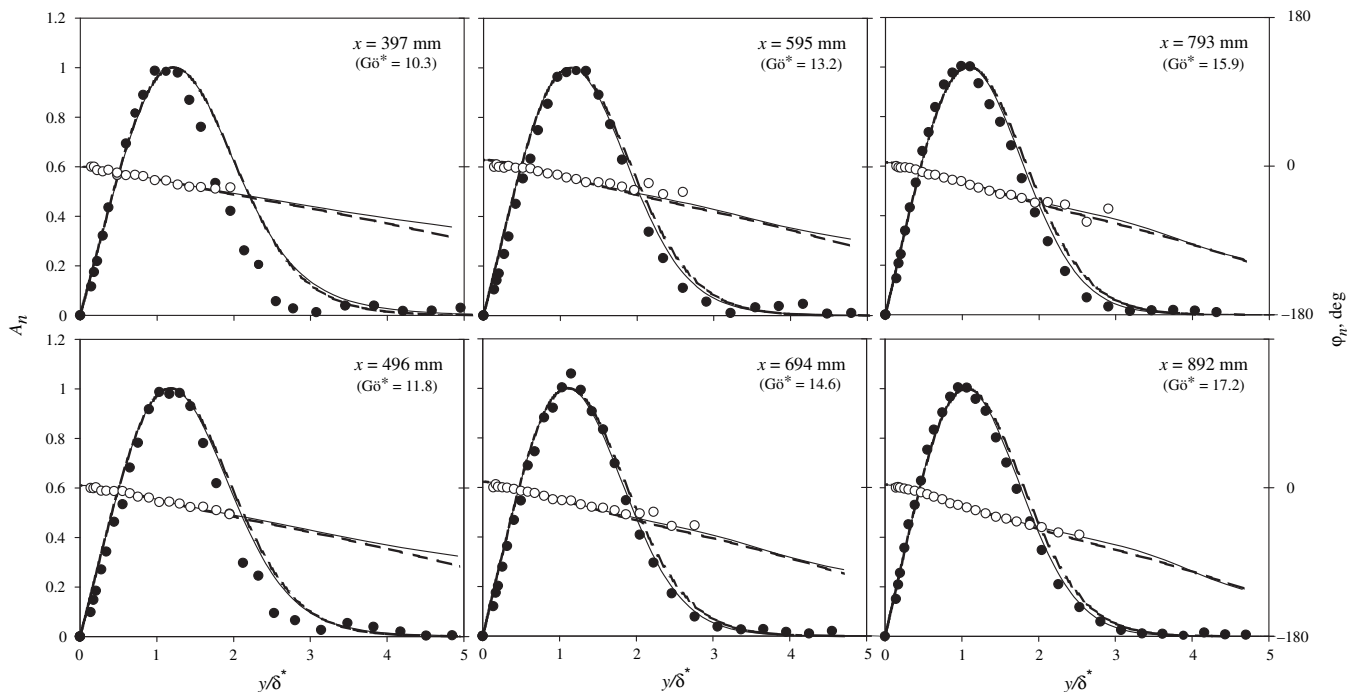 1.2
1
0.8
0.6
0.4
0.2
0
x = 397 mm
(Gö* = 10.3)
x = 595 mm
(Gö* = 13.2)
x = 793 mm
(Gö* = 15.9)
180
0
−180
A_n
φ_n, deg
1
0.8
0.6
0.4
0.2
0
x = 496 mm
(Gö* = 11.8)
x = 694 mm
(Gö* = 14.6)
x = 892 mm
(Gö* = 17.2)
0
−180
0 1 2 3 4 5
0 1 2 3 4 5
0 1 2 3 4 5
y/δ*
y/δ*
y/δ*